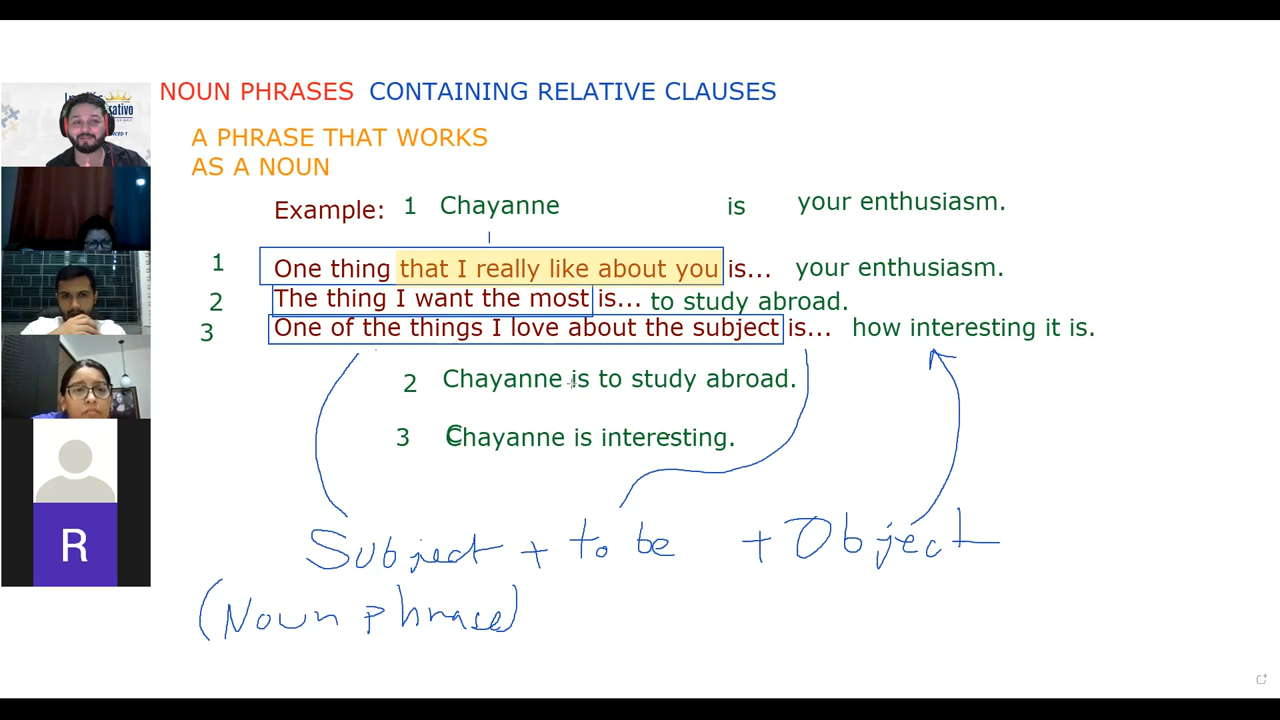 NOUN PHRASES CONTAINING RELATIVE CLAUSES
A PHRASE THAT WORKS
AS A NOUN
Example: 1 Chayanne is your enthusiasm.
1 One thing that I really like about you is... your enthusiasm.
2 The thing I want the most is... to study abroad.
3 One of the things I love about the subject is... how interesting it is.
2 Chayanne is to study abroad.
3 Chayanne is interesting.
Subject + to be + Object
(Noun phrase)
sativo
R